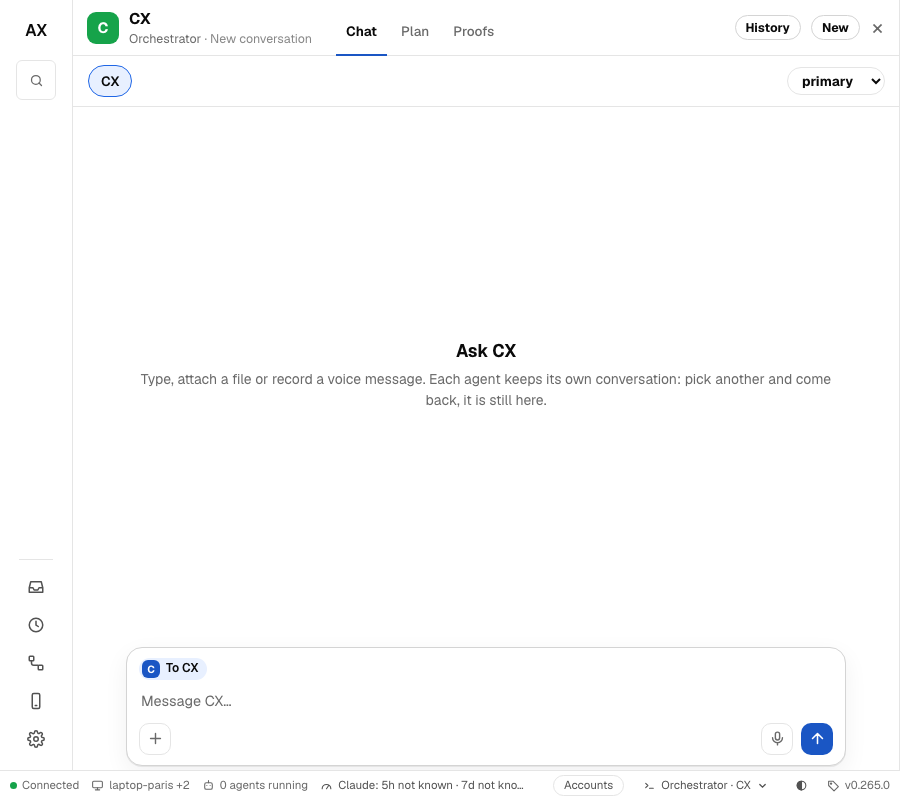 AX
C
CX
Orchestrator · New conversation
Chat
Plan
Proofs
History
New
CX
primary
Ask CX
Type, attach a file or record a voice message. Each agent keeps its own conversation: pick another and come
back, it is still here.
C
To CX
Message CX…
Connected
laptop-paris +2
0 agents running
Claude: 5h not known · 7d not kno…
Accounts
Orchestrator · CX
v0.265.0